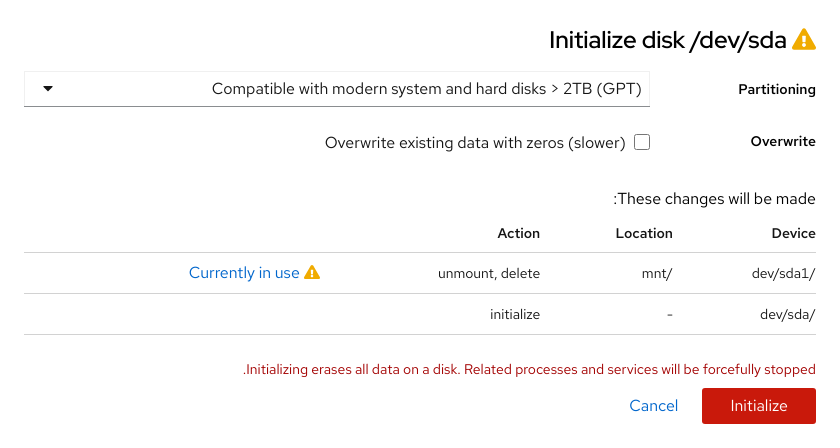 Initialize disk /dev/sda
Partitioning
Compatible with modern system and hard disks > 2TB (GPT)
Overwrite
Overwrite existing data with zeros (slower)
:These changes will be made
Device
Location
Action
dev/sda1/
mnt/
unmount, delete
Currently in use
dev/sda/
-
initialize
.Initializing erases all data on a disk. Related processes and services will be forcefully stopped
Initialize
Cancel